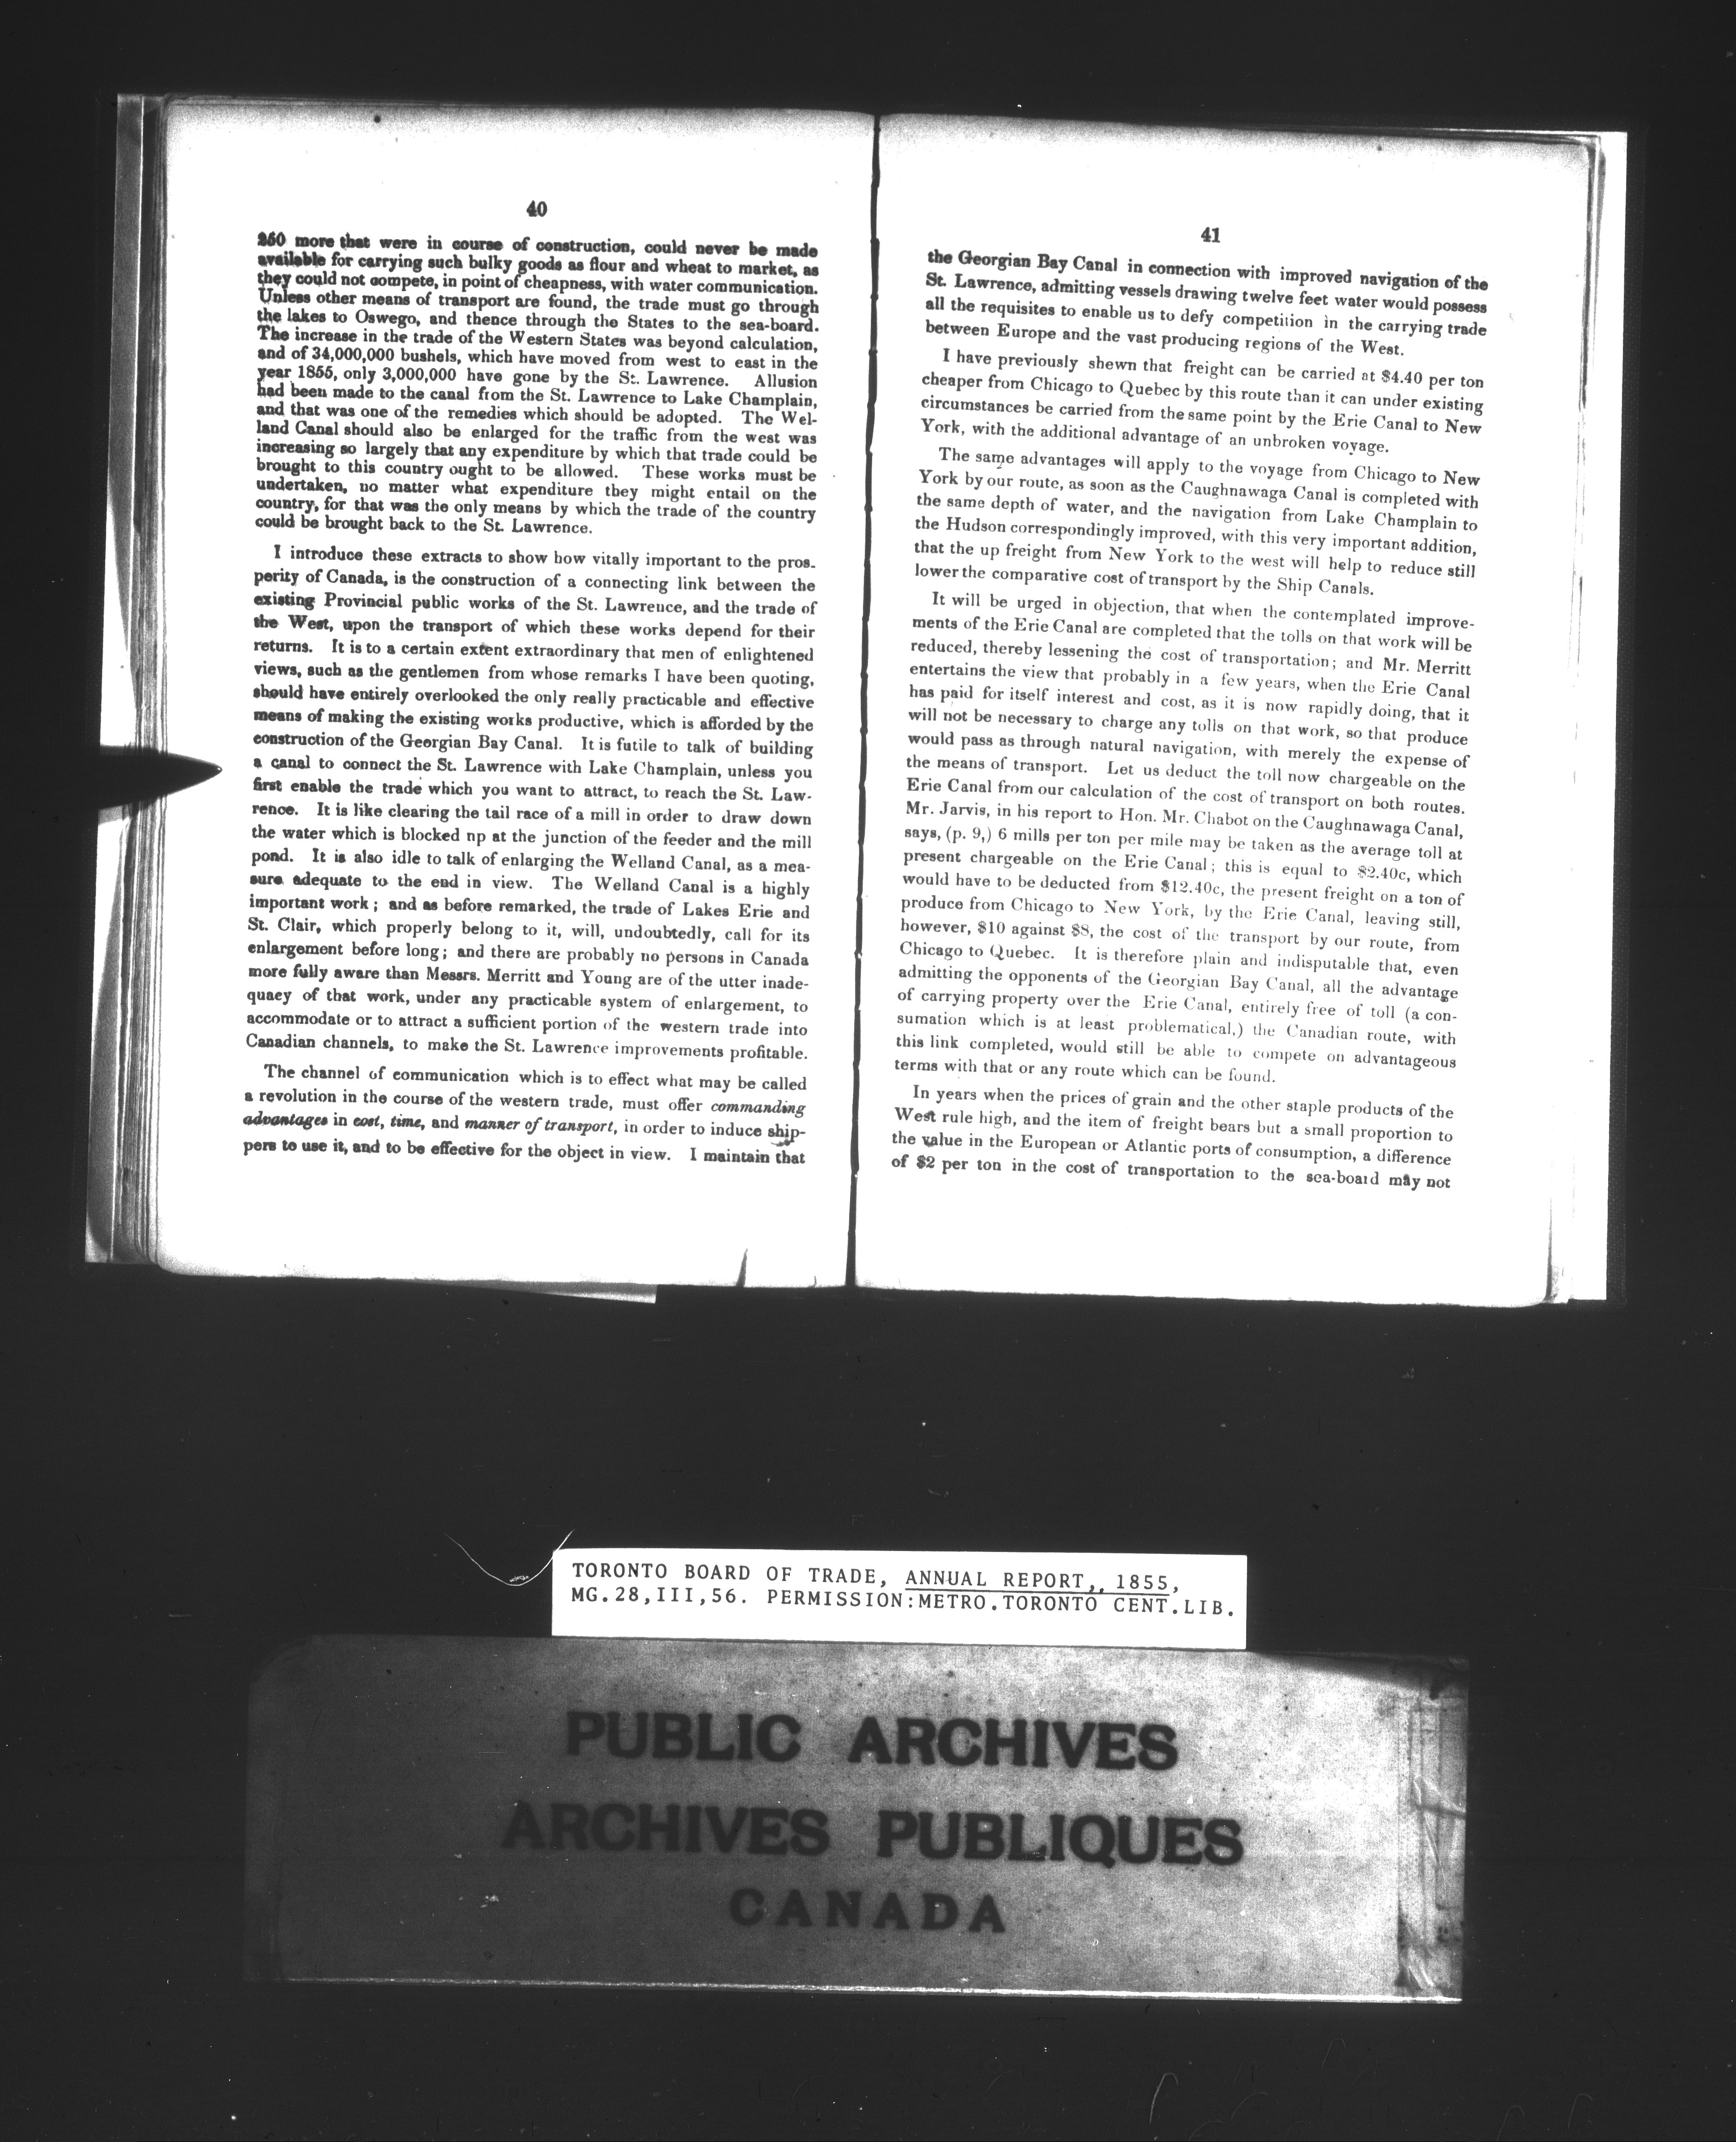 40
250 more that were in course of construction, could never be made
available for carrying such bulky goods as flour and wheat to market, as
they could not compete, in point of cheapness, with water communication.
Unless other means of transport are found, the trade must go through
the lakes to Oswego, and thence through the States to the sea-board.
The increase in the trade of the Western States was beyond calculation,
and of 34,000,000 bushels, which have moved from west to east in the
year 1855, only 3,000,000 have gone by the St. Lawrence. Allusion
had been made to the canal from the St. Lawrence to Lake Champlain,
and that was one of the remedies which should be adopted. The Wel-
land Canal should also be enlarged for the traffic from the west was
increasing so largely that any expenditure by which that trade could be
brought to this country ought to be allowed. These works must be
undertaken, no matter what expenditure they might entail on the
country, for that was the only means by which the trade of the country
could be brought back to the St. Lawrence.
I introduce these extracts to show how vitally important to the pros-
perity of Canada, is the construction of a connecting link between the
existing Provincial public works of the St. Lawrence, and the trade of
the West, upon the transport of which these works depend for their
returns. It is to a certain extent extraordinary that men of enlightened
views, such as the gentlemen from whose remarks I have been quoting,
should have entirely overlooked the only really practicable and effective
means of making the existing works productive, which is afforded by the
construction of the Georgian Bay Canal. It is futile to talk of building
a canal to connect the St. Lawrence with Lake Champlain, unless you
first enable the trade which you want to attract, to reach the St. Law-
rence. It is like clearing the tail race of a mill in order to draw down
the water which is blocked np at the junction of the feeder and the mill
pond. It is also idle to talk of enlarging the Welland Canal, as a mea-
sure adequate to the end in view. The Welland Canal is a highly
important work; and as before remarked, the trade of Lakes Erie and
St. Clair, which properly belong to it, will, undoubtedly, call for its
enlargement before long; and there are probably no persons in Canada
more fully aware than Messrs. Merritt and Young are of the utter inade-
quacy of that work, under any practicable system of enlargement, to
accommodate or to attract a sufficient portion of the western trade into
Canadian channels, to make the St. Lawrence improvements profitable.
The channel of communication which is to effect what may be called
a revolution in the course of the western trade, must offer commanding
advantages in cost, time, and manner of transport, in order to induce ship-
pers to use it, and to be effective for the object in view. I maintain that
41
the Georgian Bay Canal in connection with improved navigation of the
St. Lawrence, admitting vessels drawing twelve feet water would possess
all the requisites to enable us to defy competition in the carrying trade
between Europe and the vast producing regions of the West.
I have previously shewn that freight can be carried at $4.40 per ton
cheaper from Chicago to Quebec by this route than it can under existing
circumstances be carried from the same point by the Erie Canal to New
York, with the additional advantage of an unbroken voyage.
The same advantages will apply to the voyage from Chicago to New
York by our route, as soon as the Caughnawaga Canal is completed with
the same depth of water, and the navigation from Lake Champlain to
the Hudson correspondingly improved, with this very important addition,
that the up freight from New York to the west will help to reduce still
lower the comparative cost of transport by the Ship Canals.
It will be urged in objection, that when the contemplated improve-
ments of the Erie Canal are completed that the tolls on that work will be
reduced, thereby lessening the cost of transportation; and Mr. Merritt
entertains the view that probably in a few years, when the Erie Canal
has paid for itself interest and cost, as it is now rapidly doing, that it
will not be necessary to charge any tolls on that work, so that produce
would pass as through natural navigation, with merely the expense of
the means of transport. Let us deduct the toll now chargeable on the
Erie Canal from our calculation of the cost of transport on both routes.
Mr. Jarvis, in his report to Hon. Mr. Chabot on the Caughnawaga Canal,
says, (p. 9,) 6 mills per ton per mile may be taken as the average toll at
present chargeable on the Erie Canal; this is equal to $2.40c, which
would have to be deducted from $12.40c, the present freight on a ton of
produce from Chicago to New York, by the Erie Canal, leaving still,
however, $10 against $8, the cost of the transport by our route, from
Chicago to Quebec. It is therefore plain and indisputable that, even
admitting the opponents of the Georgian Bay Canal, all the advantage
of carrying property over the Erie Canal, entirely free of toll (a con-
sumation which is at least problematical,) the Canadian route, with
this link completed, would still be able to compete on advantageous
terms with that or any route which can be found.
In years when the prices of grain and the other staple products of the
West rule high, and the item of freight bears but a small proportion to
the value in the European or Atlantic ports of consumption, a difference
of $2 per ton in the cost of transportation to the sea-board may not
TORONTO BOARD OF TRADE, ANNUAL REPORT,, 1855,
MG.28,III,56. PERMISSION:METRO.TORONTO CENT.LIB.
PUBLIC ARCHIVES
ARCHIVES PUBLIQUES
CANADA